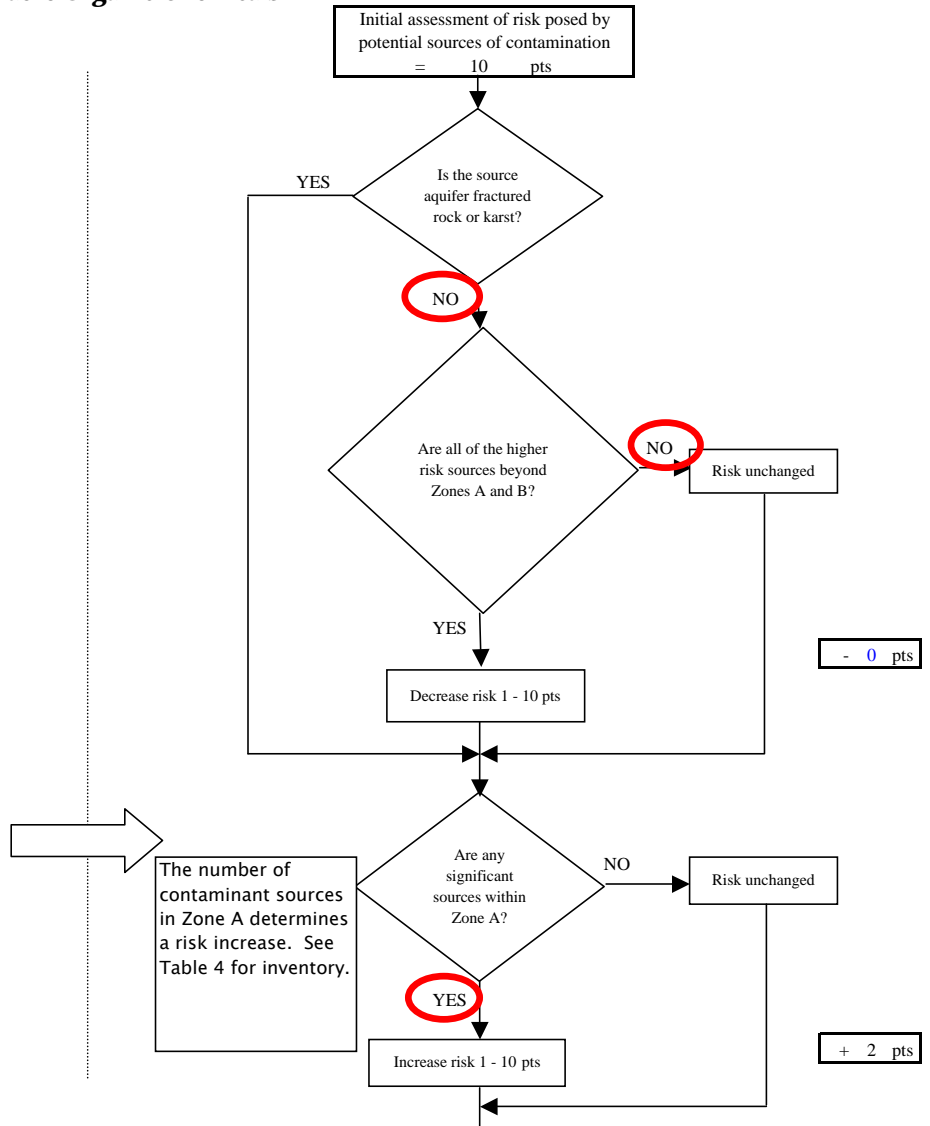 Initial assessment of risk posed by
potential sources of contamination
= 10 pts
YES
Is the source
aquifer fractured
rock or karst?
NO
Are all of the higher
risk sources beyond
Zones A and B?
NO
Risk unchanged
YES
- 0 pts
Decrease risk 1 - 10 pts
The number of
contaminant sources
in Zone A determines
a risk increase. See
Table 4 for inventory.
Are any
significant
sources within
Zone A?
NO
Risk unchanged
YES
Increase risk 1 - 10 pts
+ 2 pts